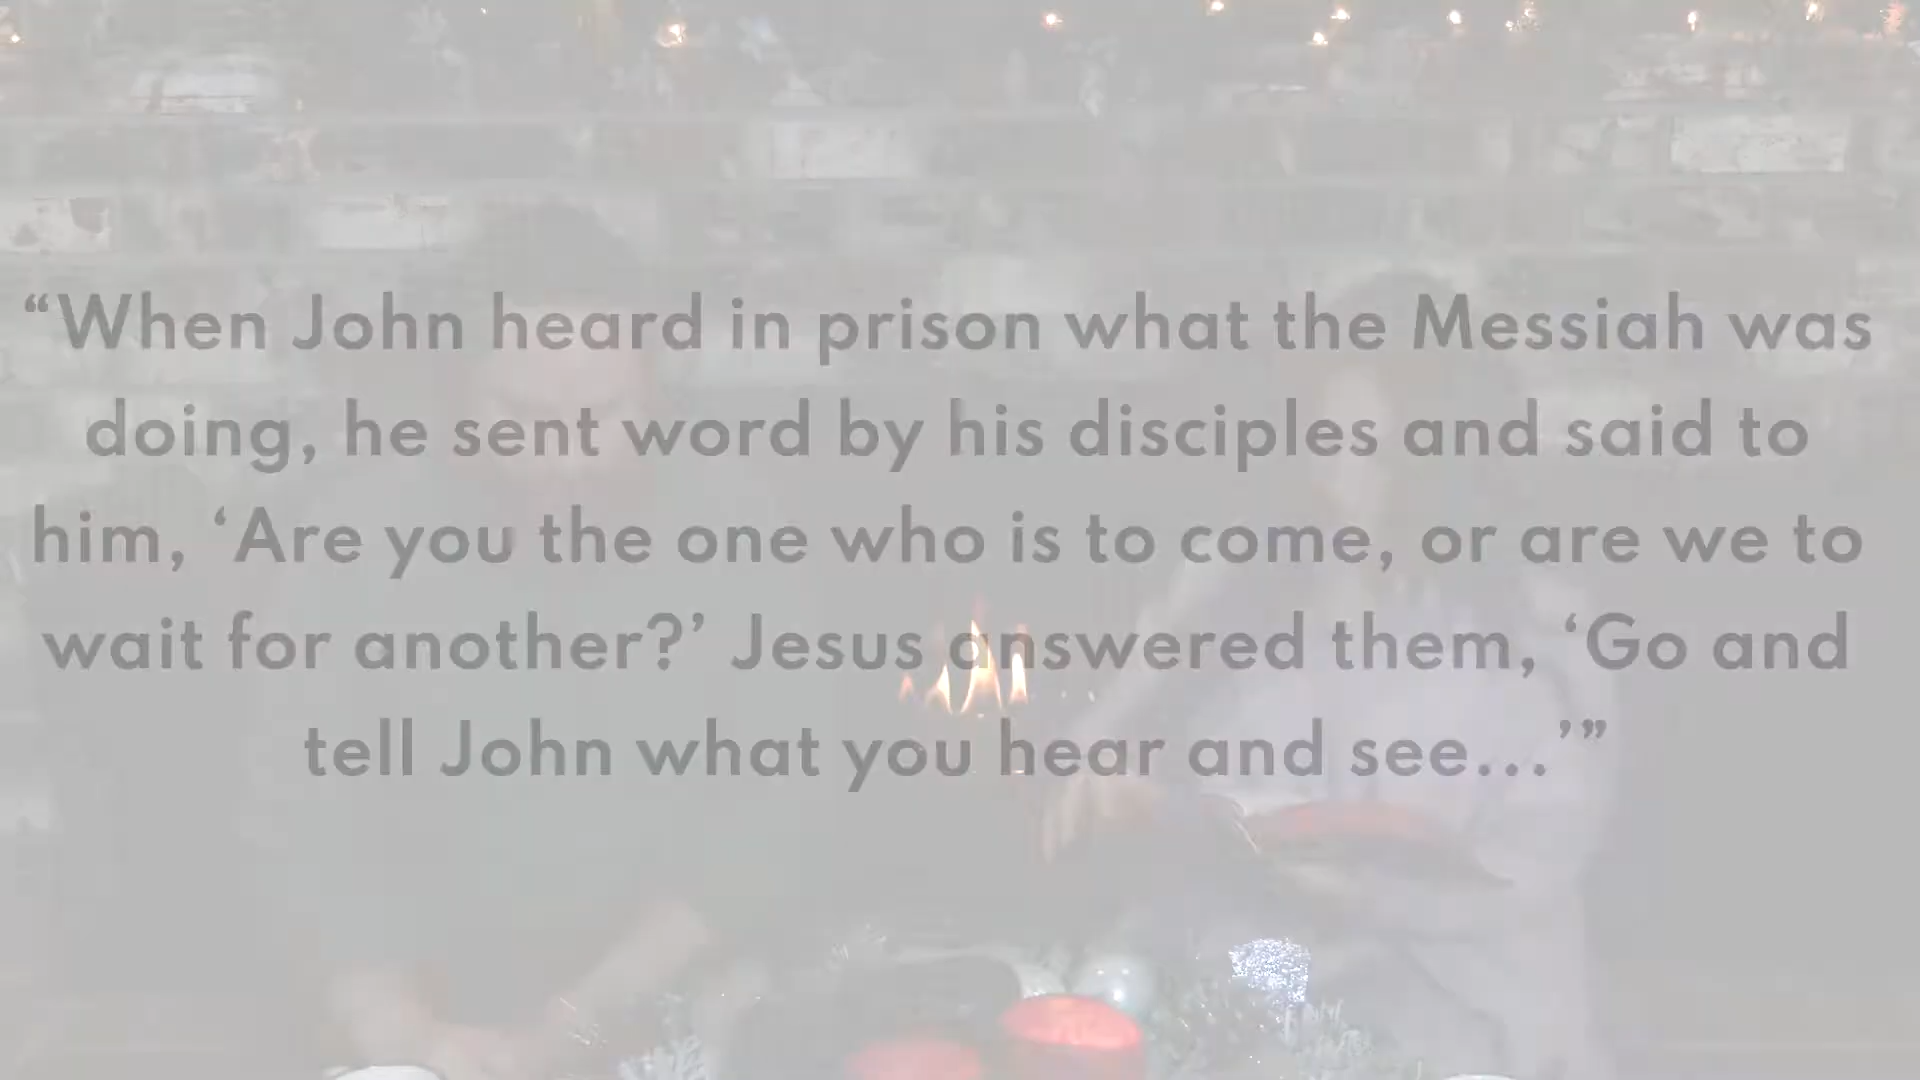 “When John heard in prison what the Messiah was
doing, he sent word by his disciples and said to
him, ‘Are you the one who is to come, or are we to
wait for another?’ Jesus answered them, ‘Go and
tell John what you hear and see...’”